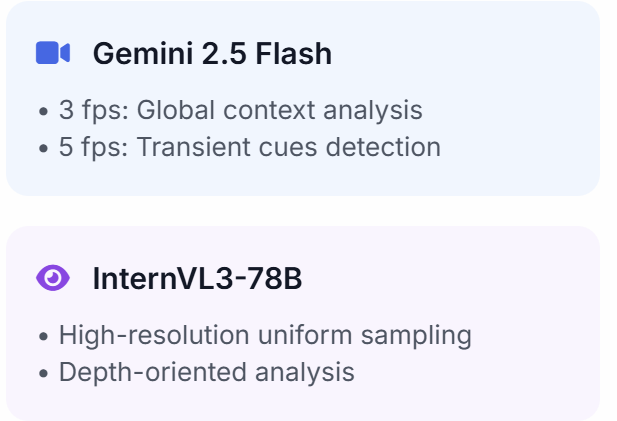 Gemini 2.5 Flash
• 3 fps: Global context analysis
• 5 fps: Transient cues detection
InternVL3-78B
• High-resolution uniform sampling
• Depth-oriented analysis